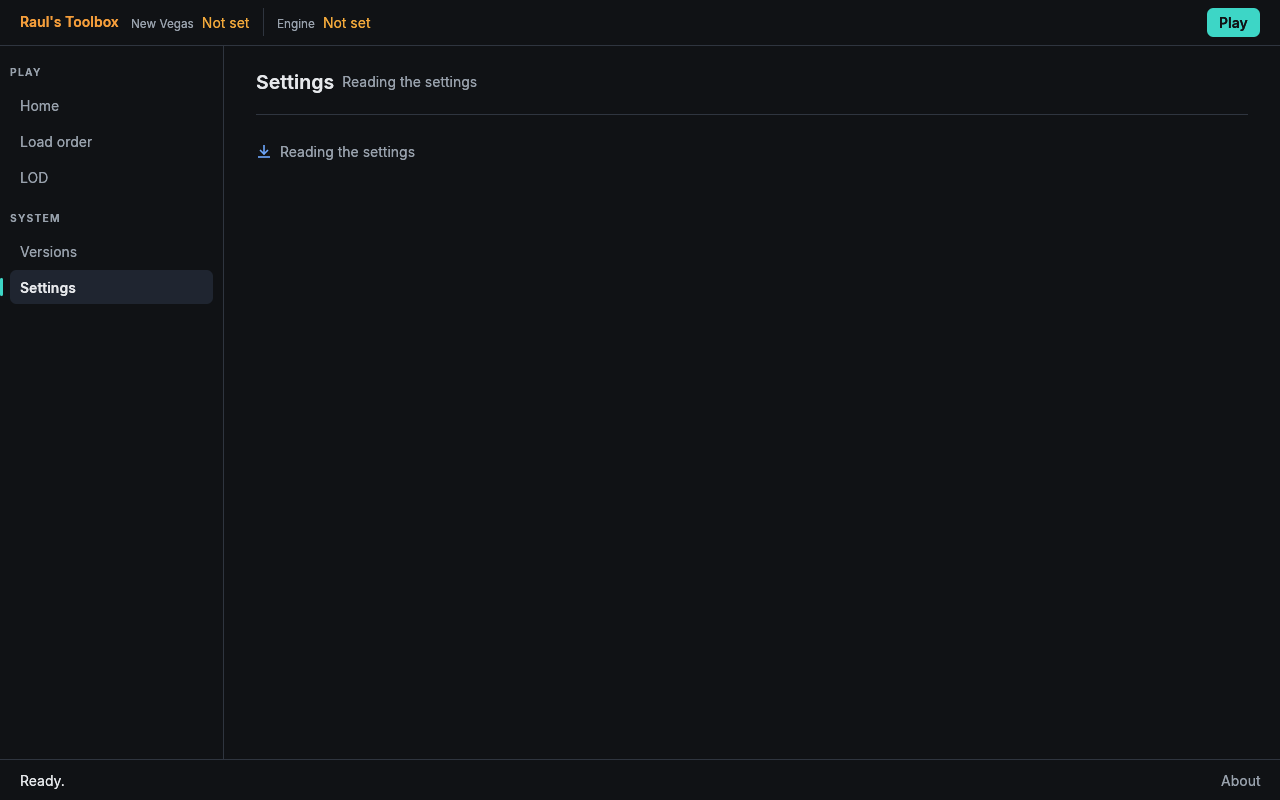 Raul's Toolbox New Vegas Not set Engine Not set Play
PLAY
Home
Load order
LOD
SYSTEM
Versions
Settings
Settings Reading the settings
Reading the settings
Ready. About